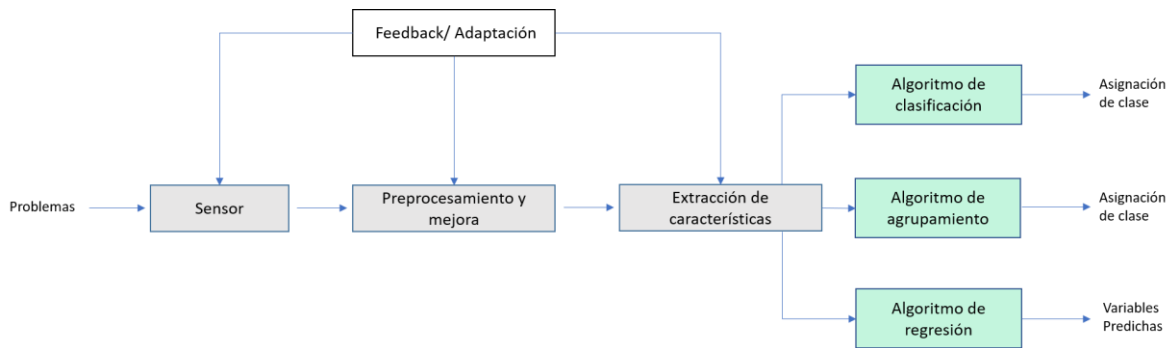 Feedback/ Adaptación
Algoritmo de
clasificación
Asignación
de clase
Problemas
Sensor
Preprocesamiento y
mejora
Extracción de
características
Algoritmo de
agrupamiento
Asignación
de clase
Algoritmo de
regresión
Variables
Predichas